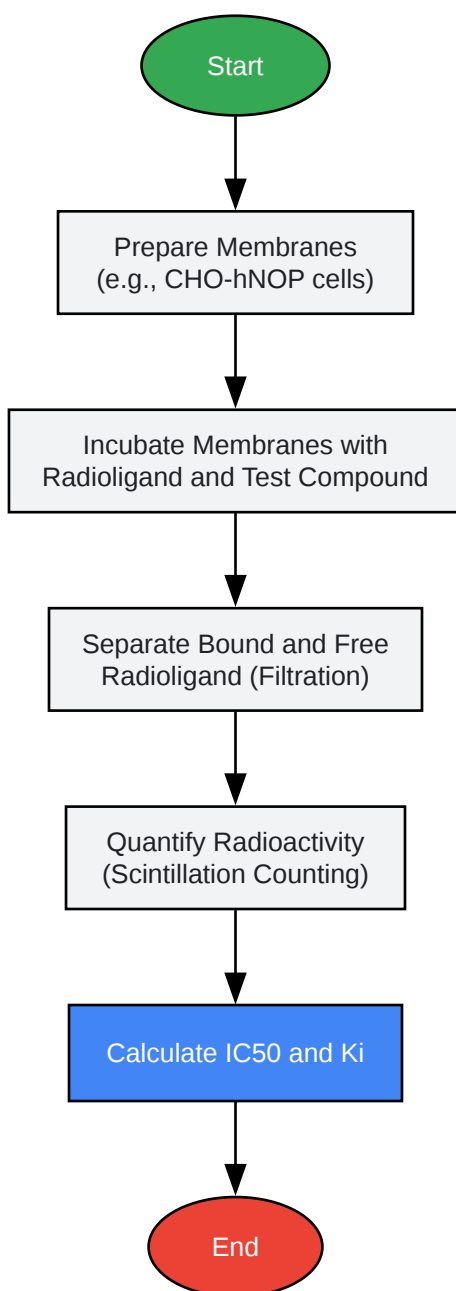 Start
Prepare Membranes
(e.g., CHO-hNOP cells)
Incubate Membranes with
Radioligand and Test Compound
Separate Bound and Free
Radioligand (Filtration)
Quantify Radioactivity
(Scintillation Counting)
Calculate IC50 and Ki
End